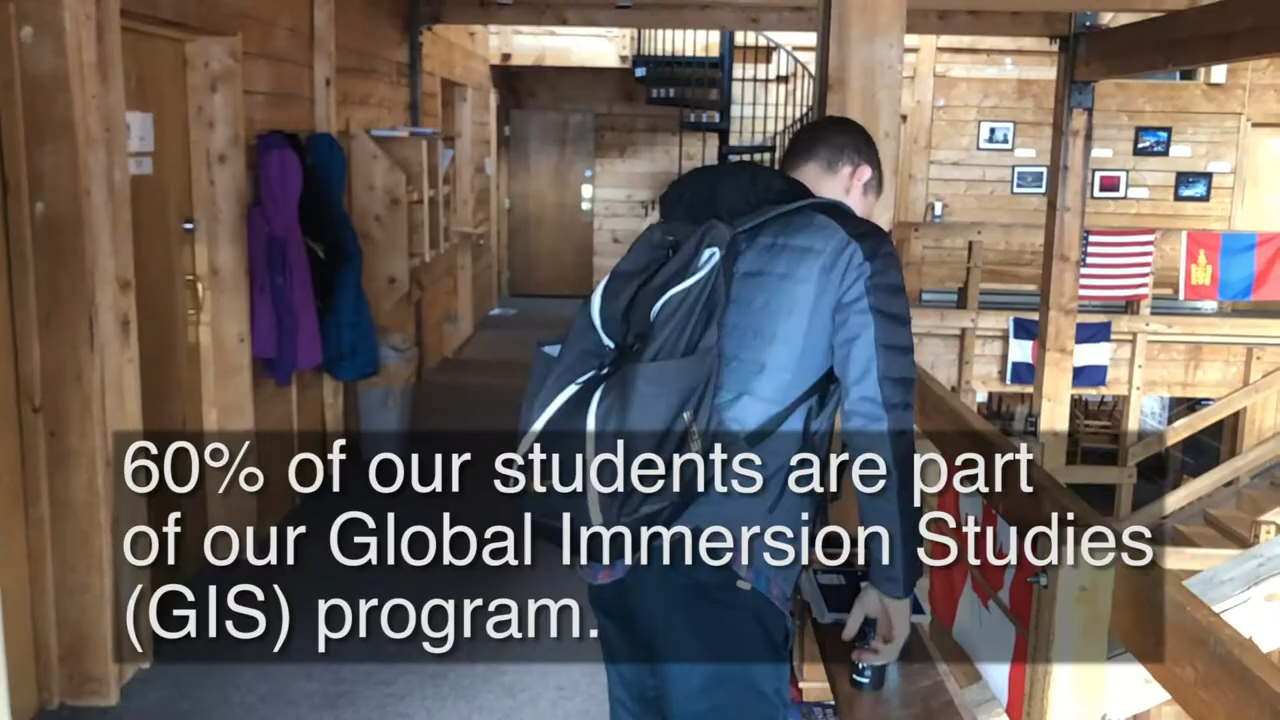 60% of our students are part
of our Global Immersion Studies
(GIS) program.